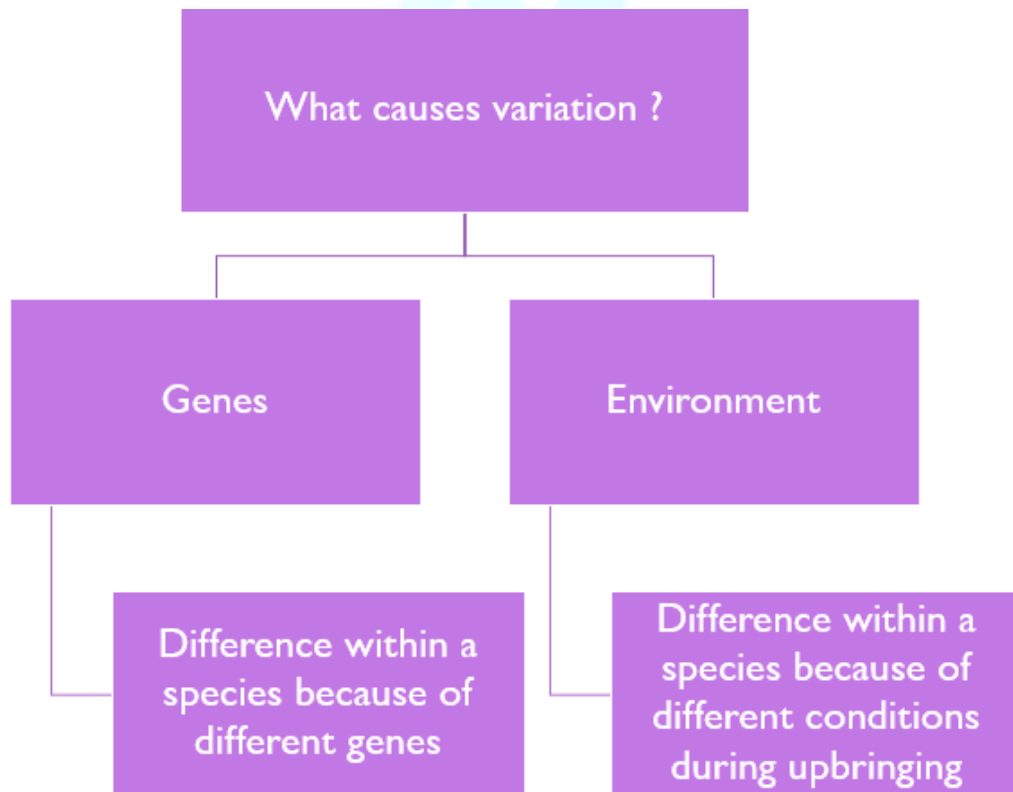 What causes variation ?
Genes
Environment
Difference within a
species because of
different genes
Difference within a
species because of
different conditions
during upbringing